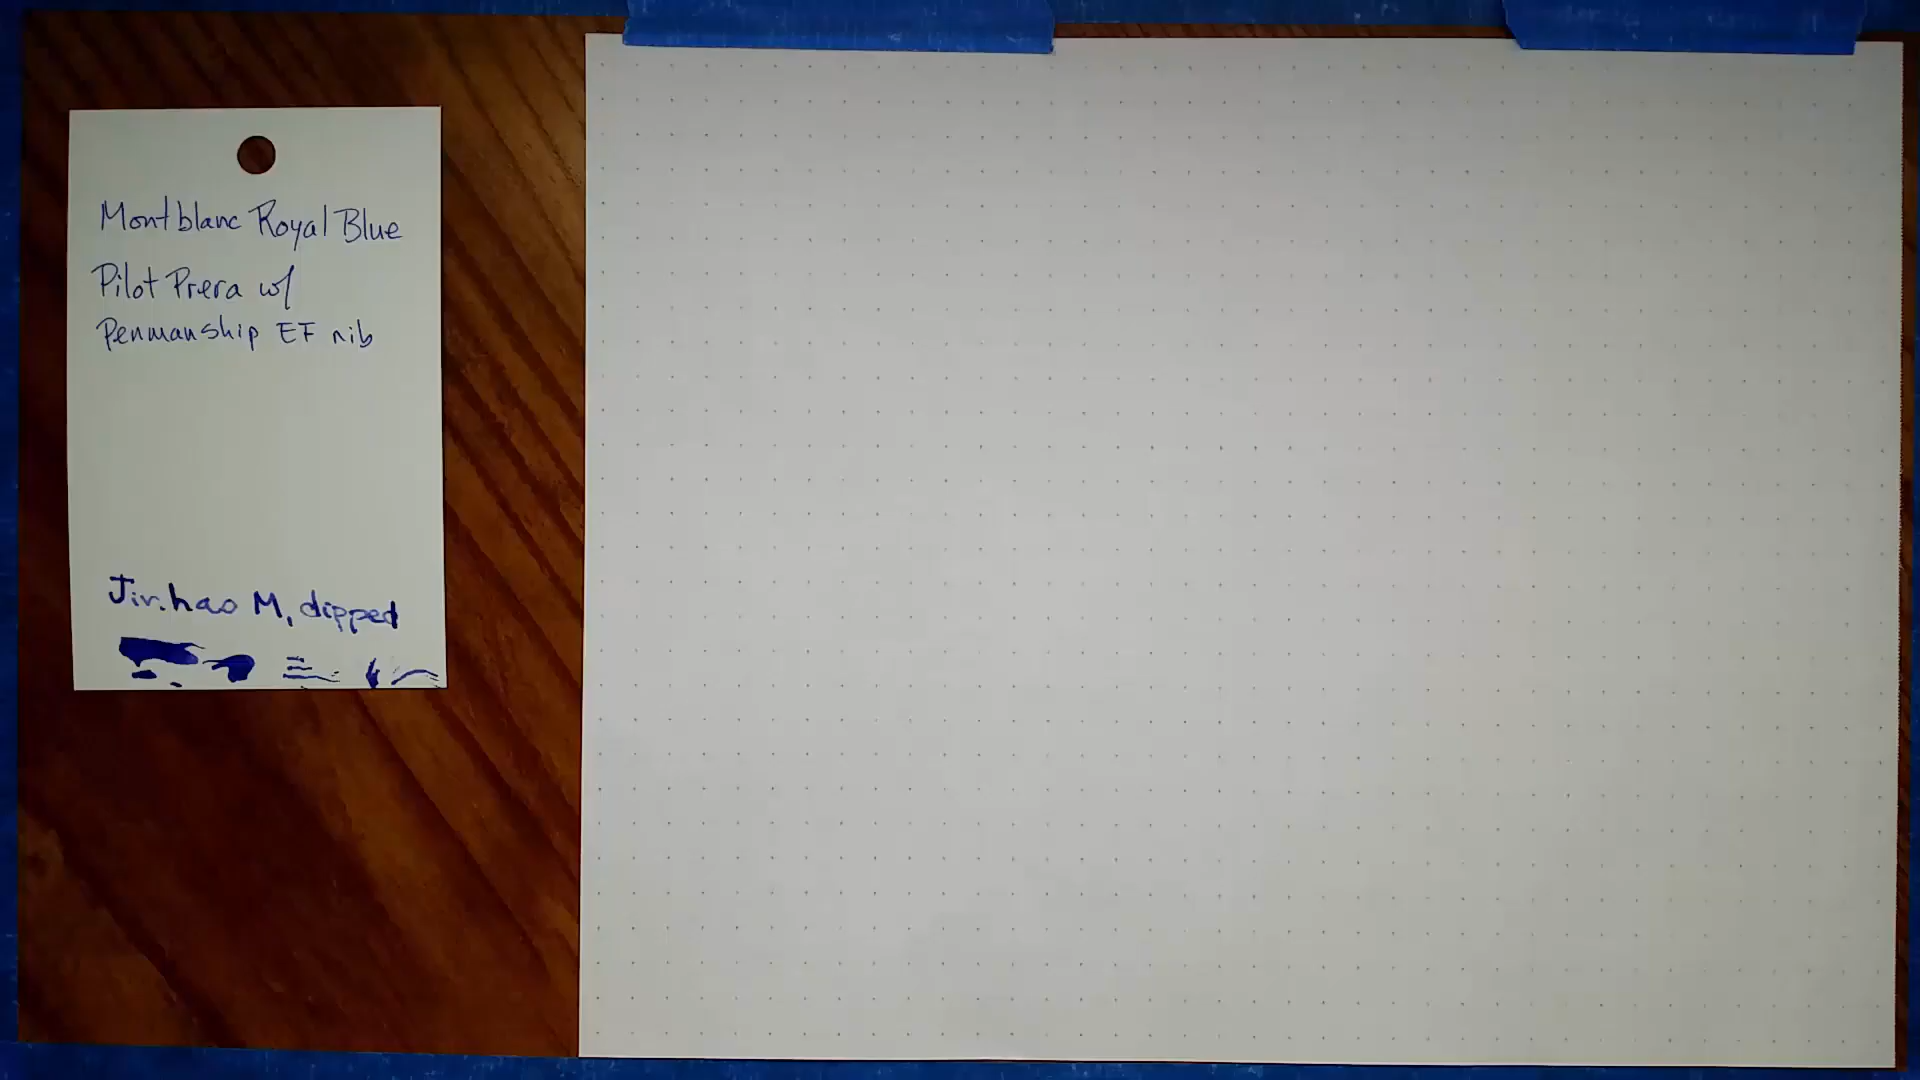 Montblanc Royal Blue
Pilot Prera w/
Penmanship EF nib
Jinhao M, dipped